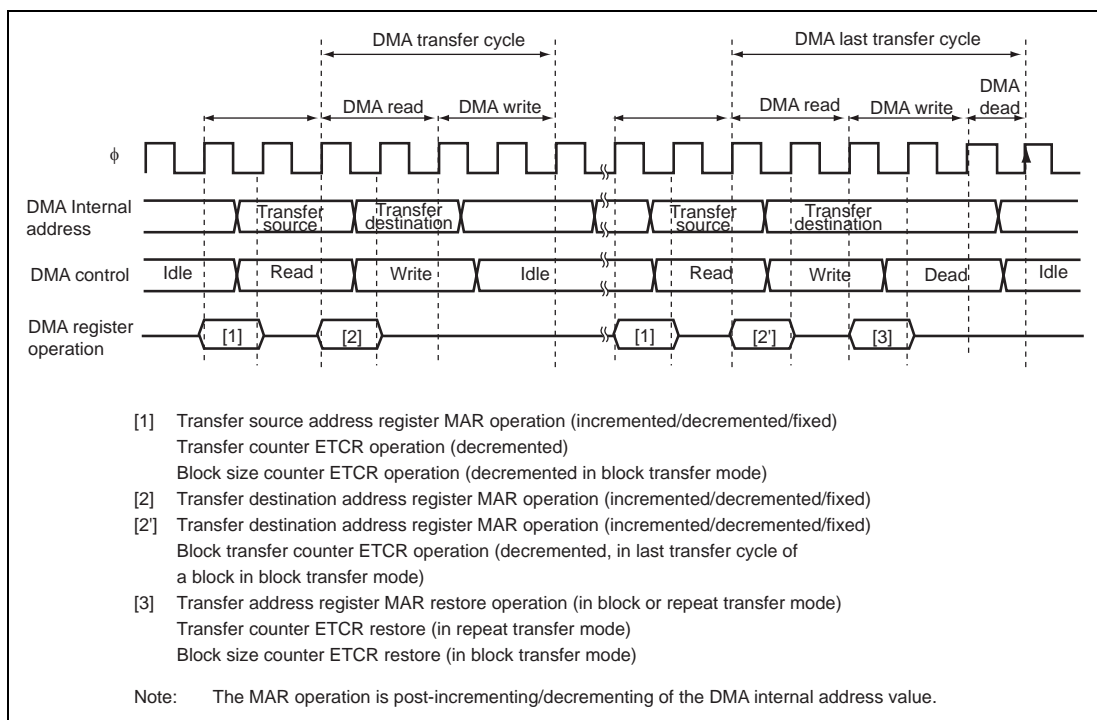 DMA transfer cycle
DMA last transfer cycle
DMA read
DMA write
DMA read
DMA write
DMA
dead
ϕ
DMA Internal
address
Transfer
source
Transfer
destination
Transfer
source
Transfer
destination
DMA control
Idle
Read
Write
Idle
Read
Write
Dead
Idle
DMA register
operation
[1]
[2]
[1]
[2']
[3]
[1] Transfer source address register MAR operation (incremented/decremented/fixed)
Transfer counter ETCR operation (decremented)
Block size counter ETCR operation (decremented in block transfer mode)
[2] Transfer destination address register MAR operation (incremented/decremented/fixed)
[2'] Transfer destination address register MAR operation (incremented/decremented/fixed)
Block transfer counter ETCR operation (decremented, in last transfer cycle of
a block in block transfer mode)
[3] Transfer address register MAR restore operation (in block or repeat transfer mode)
Transfer counter ETCR restore (in repeat transfer mode)
Block size counter ETCR restore (in block transfer mode)
Note: The MAR operation is post-incrementing/decrementing of the DMA internal address value.